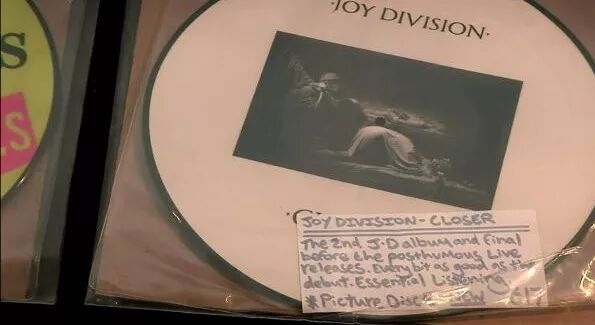 S
LS
·JOY DIVISION·
·C
JOY DIVISION - CLOSER
The 2nd J.D album and final
before the posthumous live
releases. Every bit as good as the
debut. Essential Listening
* Picture Disc